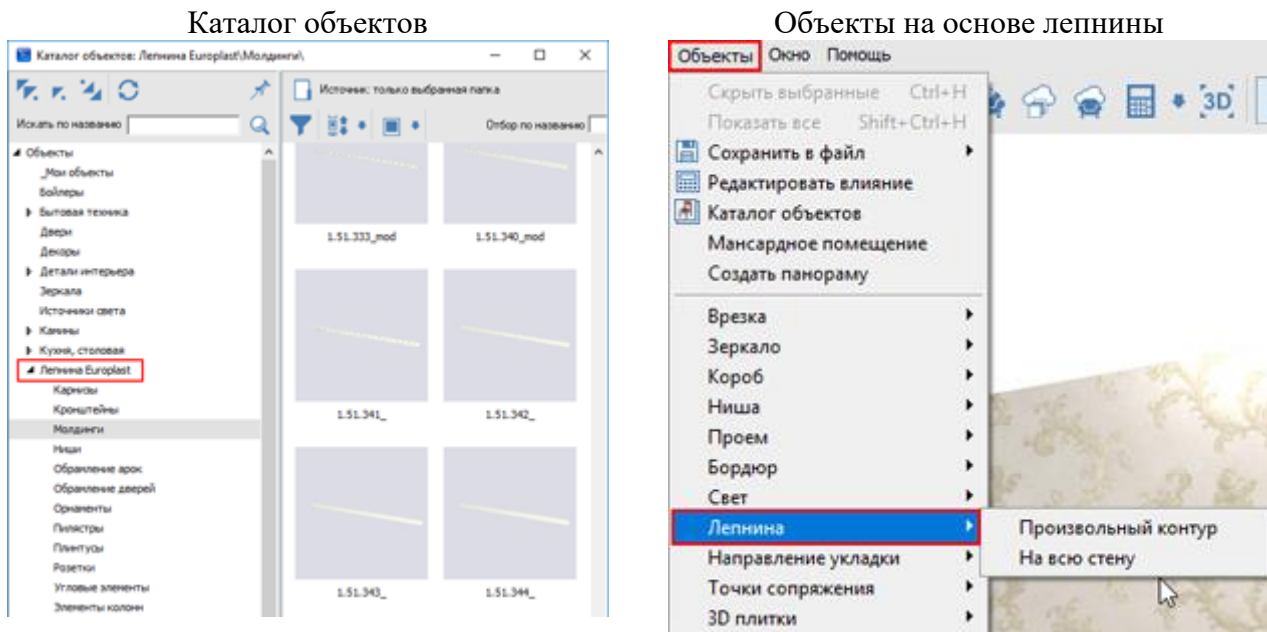 Каталог объектов
Каталог объектов: Лепнина Europlast\Молдинги\
Источник: только выбранная папка
Искать по названию
Отбор по названию
Объекты
_Мои объекты
Бойлеры
Бытовая техника
Двери
Декоры
Детали интерьера
Зеркала
Источники света
Камины
Кухня, столовая
Лепнина Europlast
Карнизы
Кронштейны
Молдинги
Ниши
Обрамление арок
Обрамление дверей
Орнаменты
Пилястры
Плинтусы
Розетки
Угловые элементы
Элементы колонн
1.51.333_mod
1.51.340_mod
1.51.341_
1.51.342_
1.51.343_
1.51.344_
Объекты на основе лепнины
Объекты Окно Помощь
3D
Скрыть выбранные Ctrl+H
Показать все Shift+Ctrl+H
Сохранить в файл
Редактировать влияние
Каталог объектов
Мансардное помещение
Создать панораму
Врезка
Зеркало
Короб
Ниша
Проем
Бордюр
Свет
Лепнина
Направление укладки
Точки сопряжения
3D плитки
Произвольный контур
На всю стену